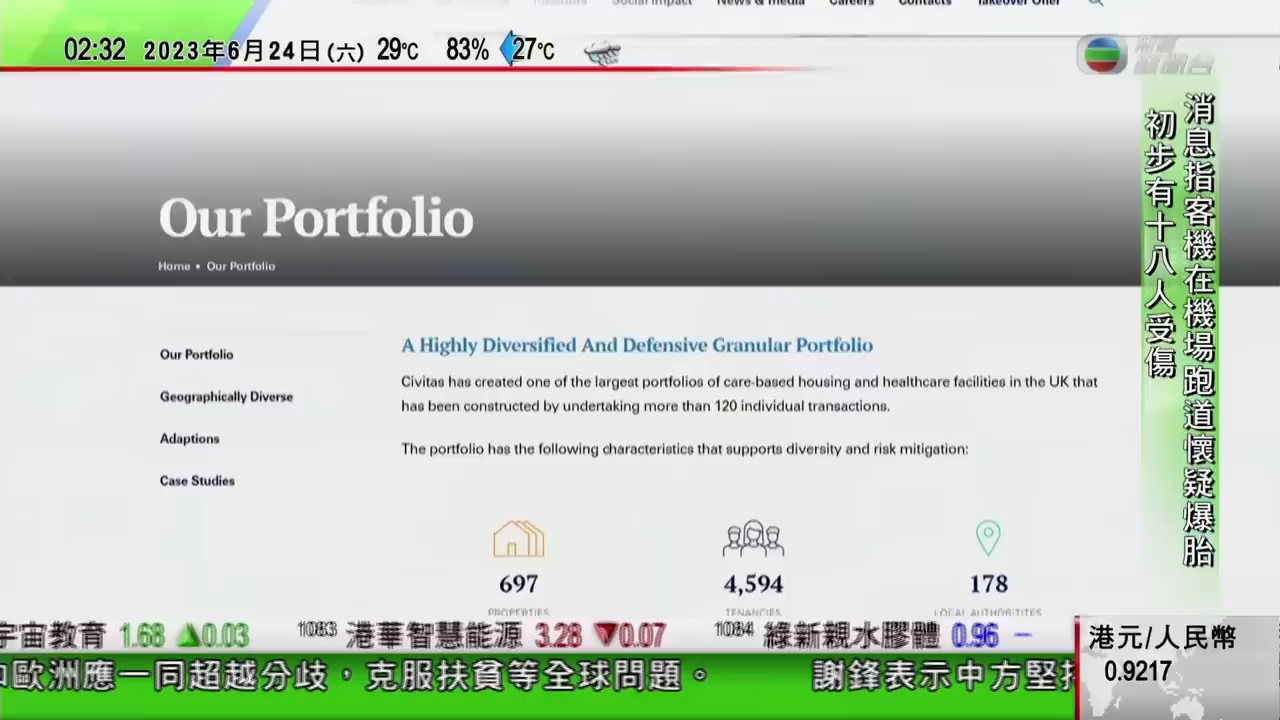 Social Impact News & Media Careers Contacts Takeover Offer
02:32 2023年6月24日(六) 29℃ 83% 27℃
消息指客機在機場跑道懷疑爆胎
初步有十八人受傷
Our Portfolio
Home • Our Portfolio
Our Portfolio
Geographically Diverse
Adaptions
Case Studies
A Highly Diversified And Defensive Granular Portfolio
Civitas has created one of the largest portfolios of care-based housing and healthcare facilities in the UK that
has been constructed by undertaking more than 120 individual transactions.
The portfolio has the following characteristics that supports diversity and risk mitigation:
697
PROPERTIES
4,594
TENANCIES
178
LOCAL AUTHORITITES
宇宙教育 1.68 ▲0.03 1083 港華智慧能源 3.28 ▼0.07 1084 綠新親水膠體 0.96 –
和歐洲應一同超越分歧，克服扶貧等全球問題。 謝鋒表示中方堅持
港元/人民幣
0.9217